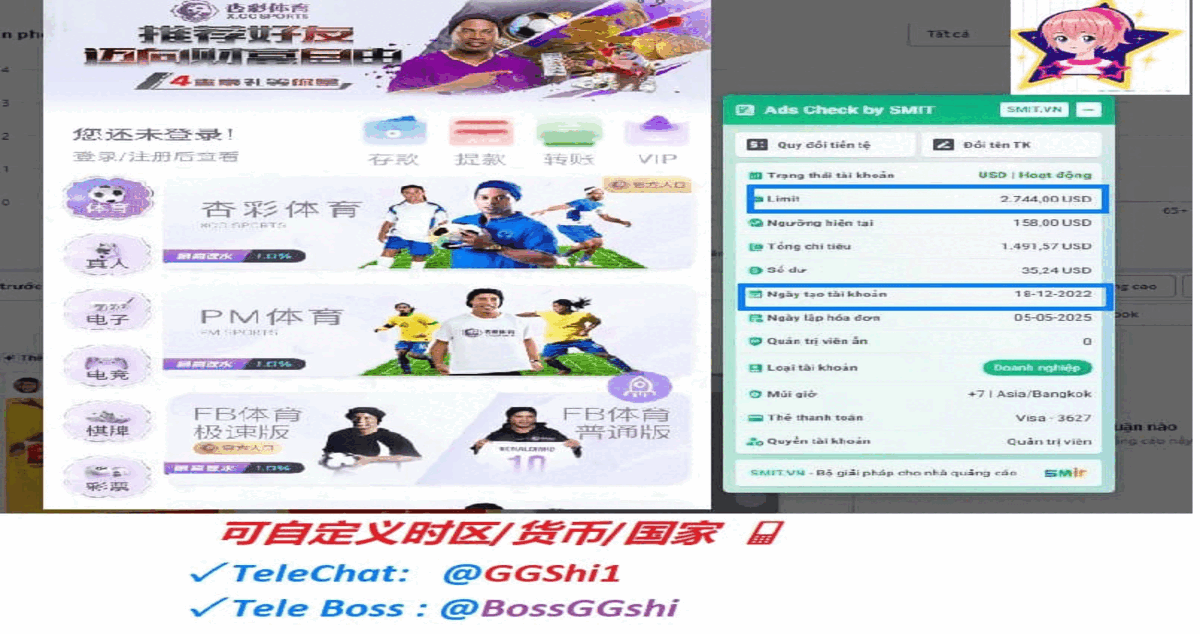 杏彩体育
X.CC SPORTS
推荐好友
迈向财富自由
4重豪礼等你拿
Tất cả
您还未登录!
登录/注册后查看
存款
提款
转账
VIP
体育
真人
电子
电竞
棋牌
彩票
官方入口
杏彩体育
XCC SPORTS
最高返水 1.0%
PM体育
PM SPORTS
最高返水 1.0%
FB体育
极速版
官方入口
最高返水 1.0%
FB体育
普通版
RONALDINHO
10
Ads Check by SMIT
SMIT.VN
Quy đổi tiền tệ
Đổi tên TK
Trạng thái tài khoản USD | Hoạt động
Limit 2.744,00 USD
Ngưỡng hiện tại 158,00 USD
Tổng chi tiêu 1.491,57 USD
Số dư 35,24 USD
Ngày tạo tài khoản 18-12-2022
Ngày lập hóa đơn 05-05-2025
Quản trị viên ẩn 0
Loại tài khoản Doanh nghiệp
Múi giờ +7 | Asia/Bangkok
Thẻ thanh toán Visa - 3627
Quyền tài khoản Quản trị viên
SMIT.VN - Bộ giải pháp cho nhà quảng cáo SMIT
可自定义时区/货币/国家
TeleChat: @GGShi1
Tele Boss : @BossGGshi